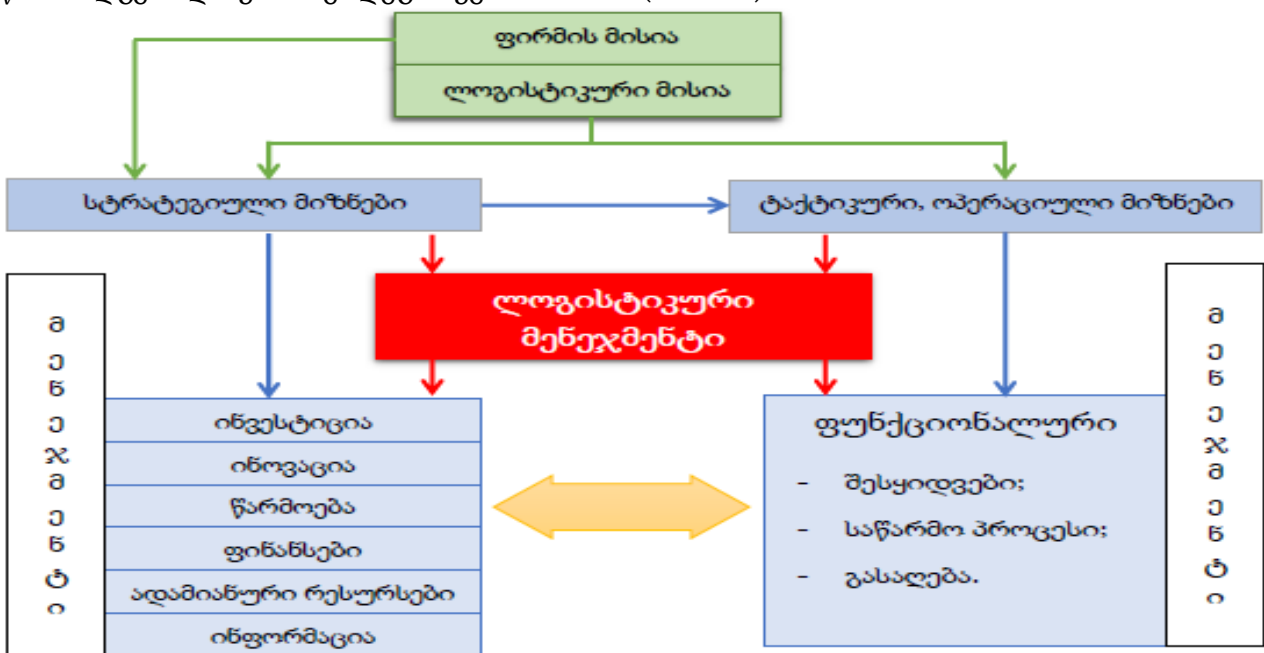 ფირმის მისია
ლოგისტიკური მისია
სტრატეგიული მიზნები
ტაქტიკური, ოპერაციული მიზნები
ლოგისტიკური
მენეჯმენტი
მ
ე
ნ
ე
ჯ
მ
ე
ნ
ტ
ი
ინვესტიცია
ინოვაცია
წარმოება
ფინანსები
ადამიანური რესურსები
ინფორმაცია
ფუნქციონალური
- შესყიდვები;
- საწარმო პროცესი;
- გასაღება.
მ
ე
ნ
ე
ჯ
მ
ე
ნ
ტ
ი